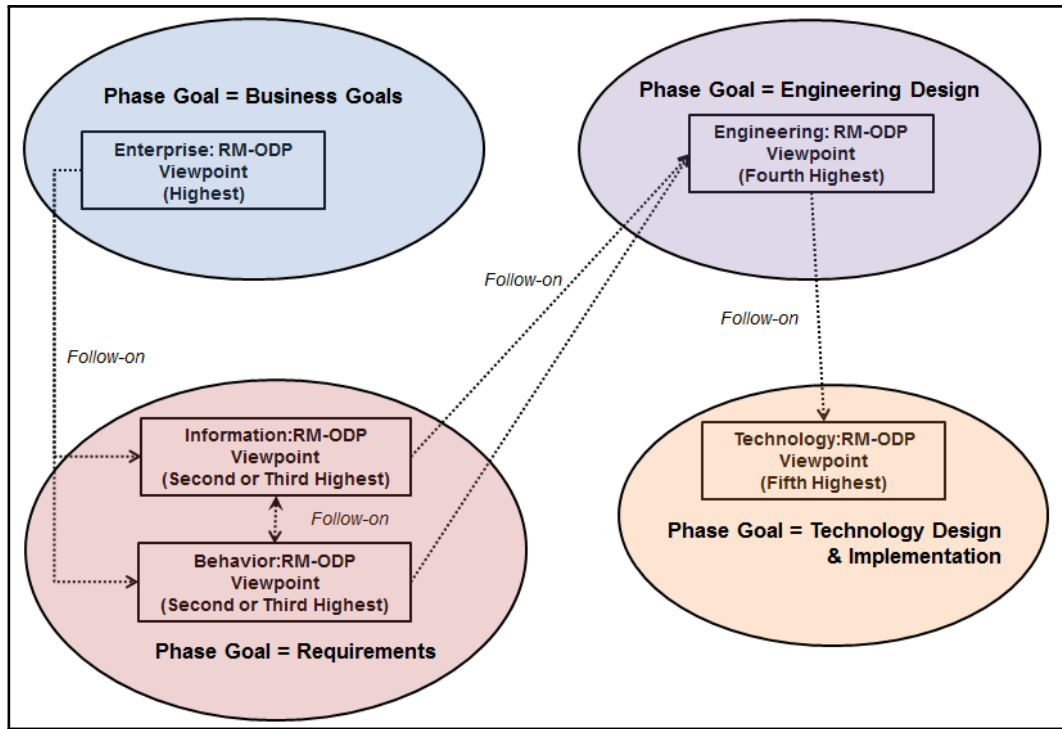 Phase Goal = Business Goals
Enterprise: RM-ODP
Viewpoint
(Highest)
Phase Goal = Engineering Design
Engineering: RM-ODP
Viewpoint
(Fourth Highest)
Follow-on
Follow-on
Follow-on
Information:RM-ODP
Viewpoint
(Second or Third Highest)
Follow-on
Behavior:RM-ODP
Viewpoint
(Second or Third Highest)
Phase Goal = Requirements
Technology:RM-ODP
Viewpoint
(Fifth Highest)
Phase Goal = Technology Design
& Implementation